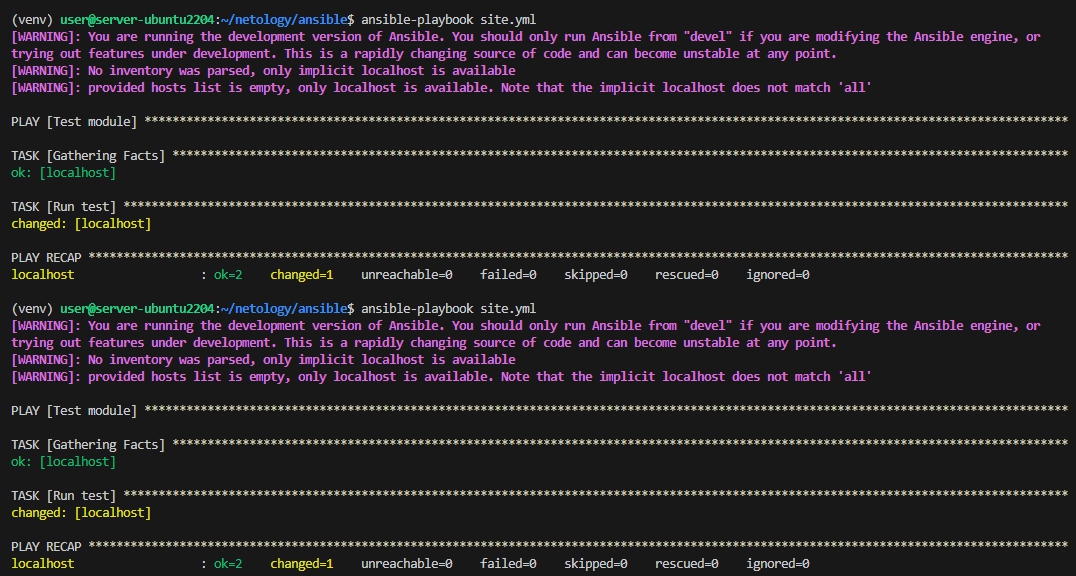 (venv) user@server-ubuntu2204:~/netology/ansible$ ansible-playbook site.yml
[WARNING]: You are running the development version of Ansible. You should only run Ansible from "devel" if you are modifying the Ansible engine, or
trying out features under development. This is a rapidly changing source of code and can become unstable at any point.
[WARNING]: No inventory was parsed, only implicit localhost is available
[WARNING]: provided hosts list is empty, only localhost is available. Note that the implicit localhost does not match 'all'
PLAY [Test module] ************************************************************************************************************************************
TASK [Gathering Facts] ********************************************************************************************************************************
ok: [localhost]
TASK [Run test] ***************************************************************************************************************************************
changed: [localhost]
PLAY RECAP ********************************************************************************************************************************************
localhost                  : ok=2    changed=1    unreachable=0    failed=0    skipped=0    rescued=0    ignored=0
(venv) user@server-ubuntu2204:~/netology/ansible$ ansible-playbook site.yml
[WARNING]: You are running the development version of Ansible. You should only run Ansible from "devel" if you are modifying the Ansible engine, or
trying out features under development. This is a rapidly changing source of code and can become unstable at any point.
[WARNING]: No inventory was parsed, only implicit localhost is available
[WARNING]: provided hosts list is empty, only localhost is available. Note that the implicit localhost does not match 'all'
PLAY [Test module] ************************************************************************************************************************************
TASK [Gathering Facts] ********************************************************************************************************************************
ok: [localhost]
TASK [Run test] ***************************************************************************************************************************************
changed: [localhost]
PLAY RECAP ********************************************************************************************************************************************
localhost                  : ok=2    changed=1    unreachable=0    failed=0    skipped=0    rescued=0    ignored=0